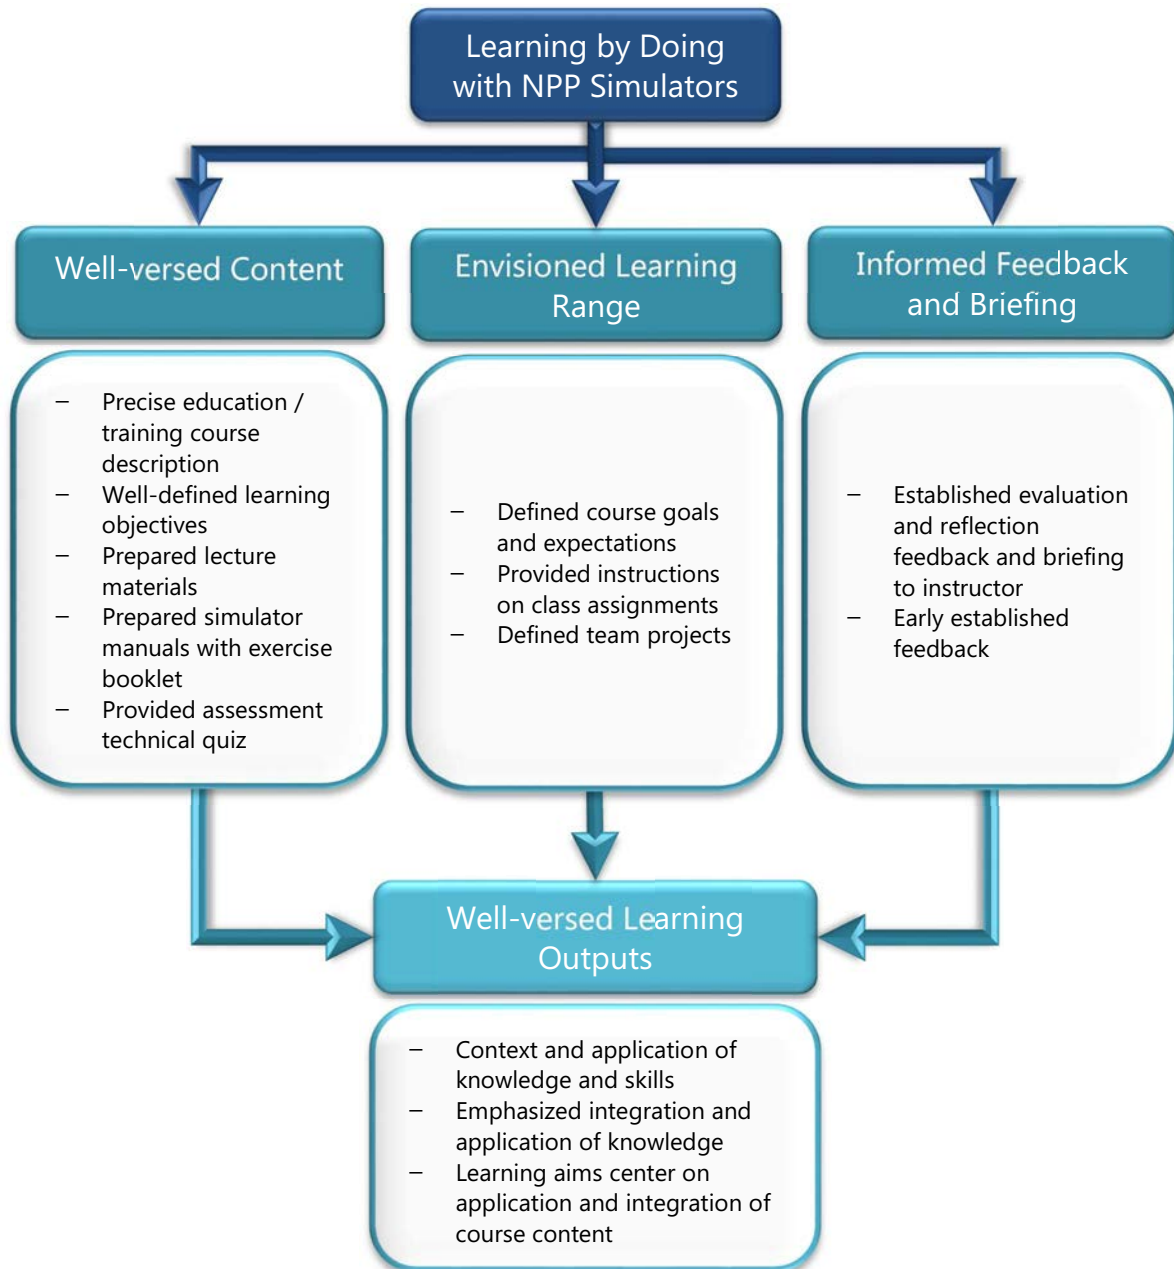 Learning by Doing
with NPP Simulators
Well-versed Content
– Precise education /
training course
description
– Well-defined learning
objectives
– Prepared lecture
materials
– Prepared simulator
manuals with exercise
booklet
– Provided assessment
technical quiz
Envisioned Learning
Range
– Defined course goals
and expectations
– Provided instructions
on class assignments
– Defined team projects
Informed Feedback
and Briefing
– Established evaluation
and reflection
feedback and briefing
to instructor
– Early established
feedback
Well-versed Learning
Outputs
– Context and application of
knowledge and skills
– Emphasized integration and
application of knowledge
– Learning aims center on
application and integration of
course content